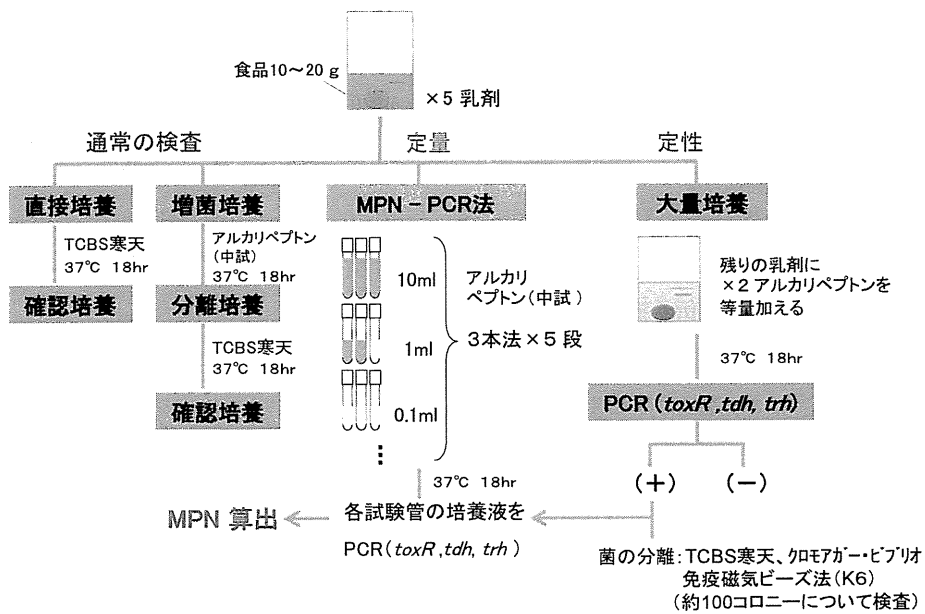 食品10～20ｇ
×5 乳剤
通常の検査
定量
定性
直接培養
TCBS寒天
37℃ 18hr
確認培養
増菌培養
アルカリペプトン
(中試)
37℃ 18hr
分離培養
TCBS寒天
37℃ 18hr
確認培養
MPN－PCR法
10ml
1ml
0.1ml
アルカリ
ペプトン(中試)
3本法×5 段
37℃ 18hr
各試験管の培養液を
PCR(toxR ,tdh, trh )
MPN 算出
大量培養
残りの乳剤に
×2 アルカリペプトンを
等量加える
37℃ 18hr
PCR (toxR ,tdh, trh)
(+)
(−)
菌の分離：TCBS寒天、クロモアガー・ビブリオ
免疫磁気ビーズ法(K6)
(約100コロニーについて検査)